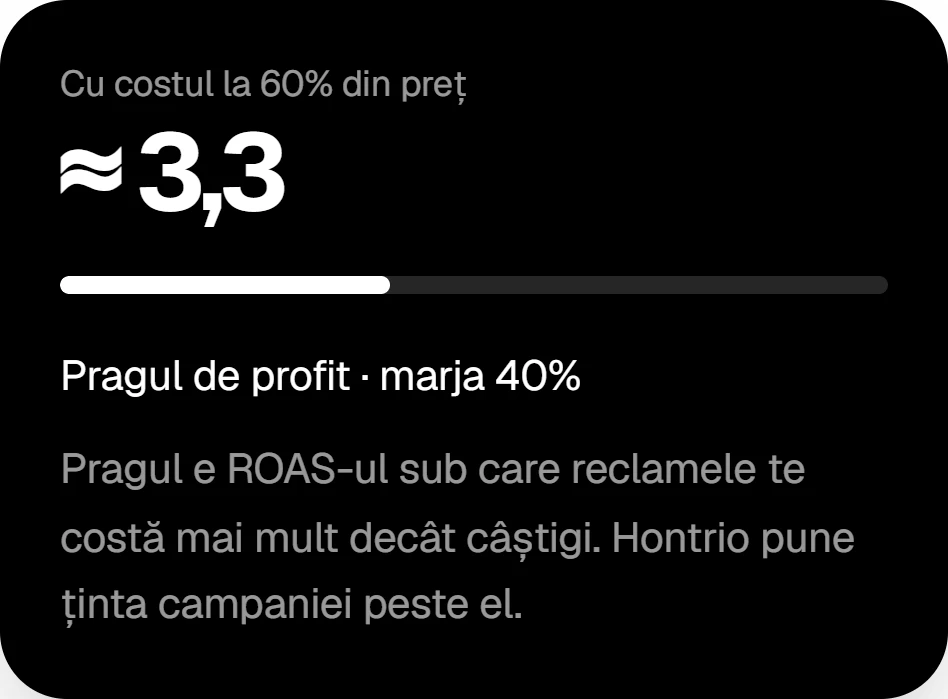 Cu costul la 60% din preț
≈ 3,3
Pragul de profit · marja 40%
Pragul e ROAS-ul sub care reclamele te
costă mai mult decât câștigi. Hontrio pune
ținta campaniei peste el.